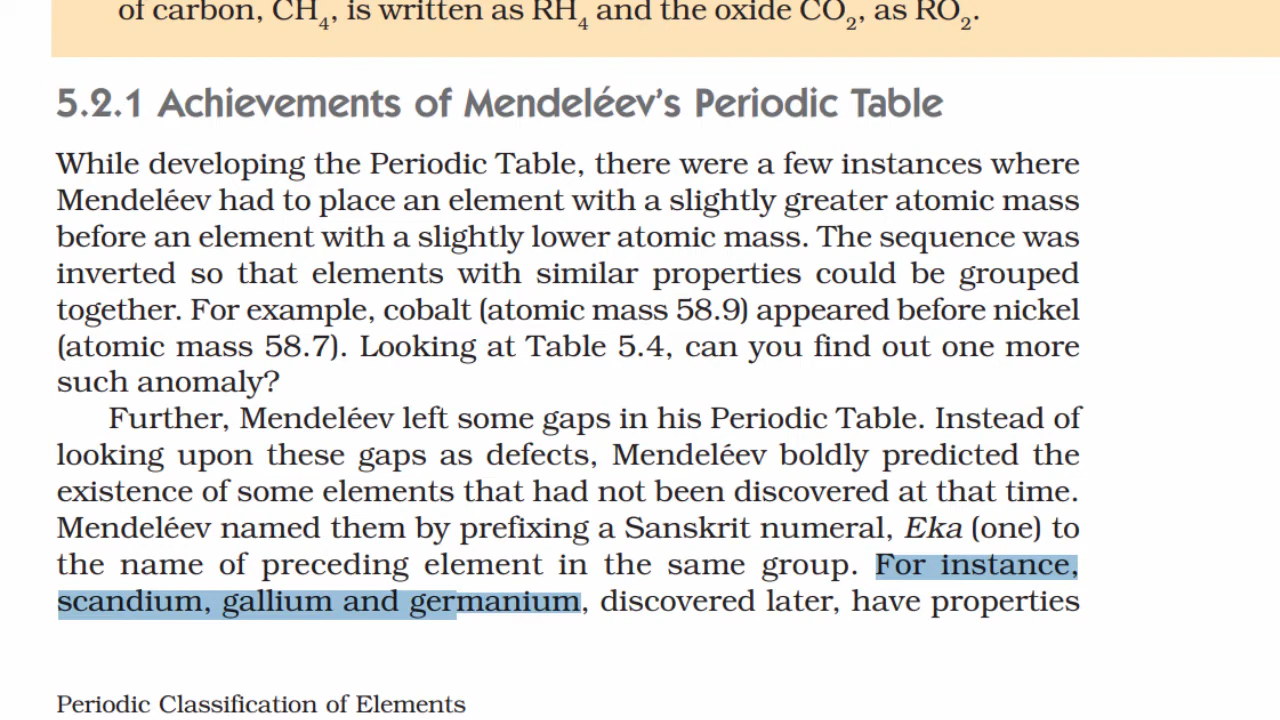 of carbon, CH₄, is written as RH₄ and the oxide CO₂, as RO₂.
5.2.1 Achievements of Mendeléev's Periodic Table
While developing the Periodic Table, there were a few instances where
Mendeléev had to place an element with a slightly greater atomic mass
before an element with a slightly lower atomic mass. The sequence was
inverted so that elements with similar properties could be grouped
together. For example, cobalt (atomic mass 58.9) appeared before nickel
(atomic mass 58.7). Looking at Table 5.4, can you find out one more
such anomaly?
Further, Mendeléev left some gaps in his Periodic Table. Instead of
looking upon these gaps as defects, Mendeléev boldly predicted the
existence of some elements that had not been discovered at that time.
Mendeléev named them by prefixing a Sanskrit numeral, Eka (one) to
the name of preceding element in the same group. For instance,
scandium, gallium and germanium, discovered later, have properties
Periodic Classification of Elements